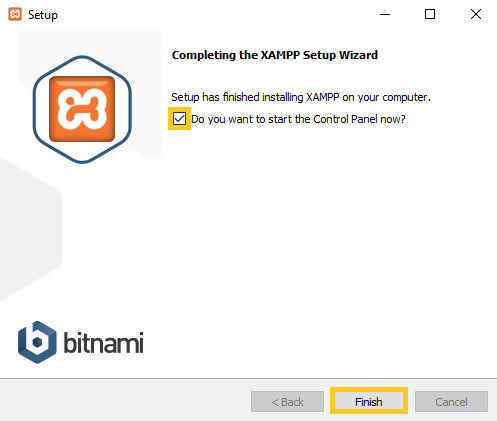 Setup
Completing the XAMPP Setup Wizard
Setup has finished installing XAMPP on your computer.
Do you want to start the Control Panel now?
bitnami
< Back
Finish
Cancel